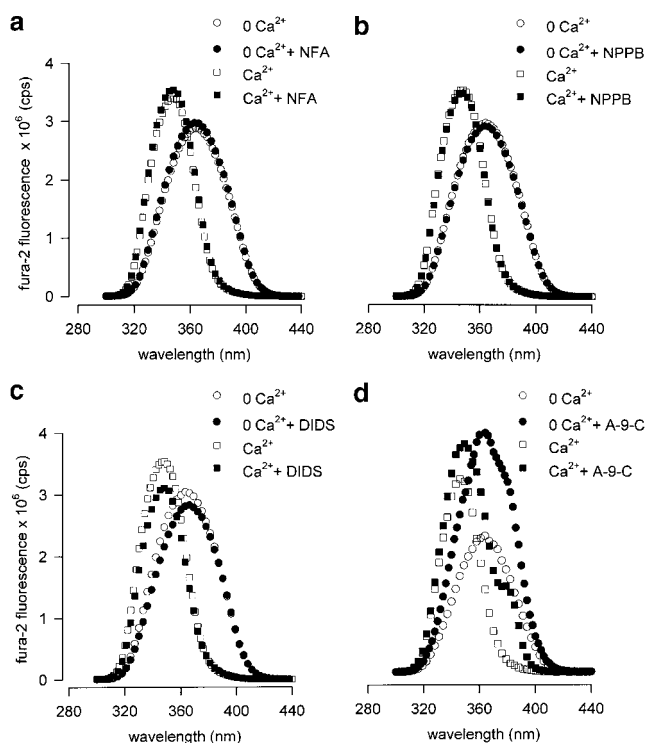 a
○ 0 Ca²⁺
● 0 Ca²⁺ + NFA
□ Ca²⁺
■ Ca²⁺ + NFA
fura-2 fluorescence x 10⁶ (cps)
4
3
2
1
0
280 320 360 400 440
wavelength (nm)
b
○ 0 Ca²⁺
● 0 Ca²⁺ + NPPB
□ Ca²⁺
■ Ca²⁺ + NPPB
280 320 360 400 440
wavelength (nm)
c
○ 0 Ca²⁺
● 0 Ca²⁺ + DIDS
□ Ca²⁺
■ Ca²⁺ + DIDS
fura-2 fluorescence x 10⁶ (cps)
4
3
2
1
0
280 320 360 400 440
wavelength (nm)
d
○ 0 Ca²⁺
● 0 Ca²⁺ + A-9-C
□ Ca²⁺
■ Ca²⁺ + A-9-C
280 320 360 400 440
wavelength (nm)